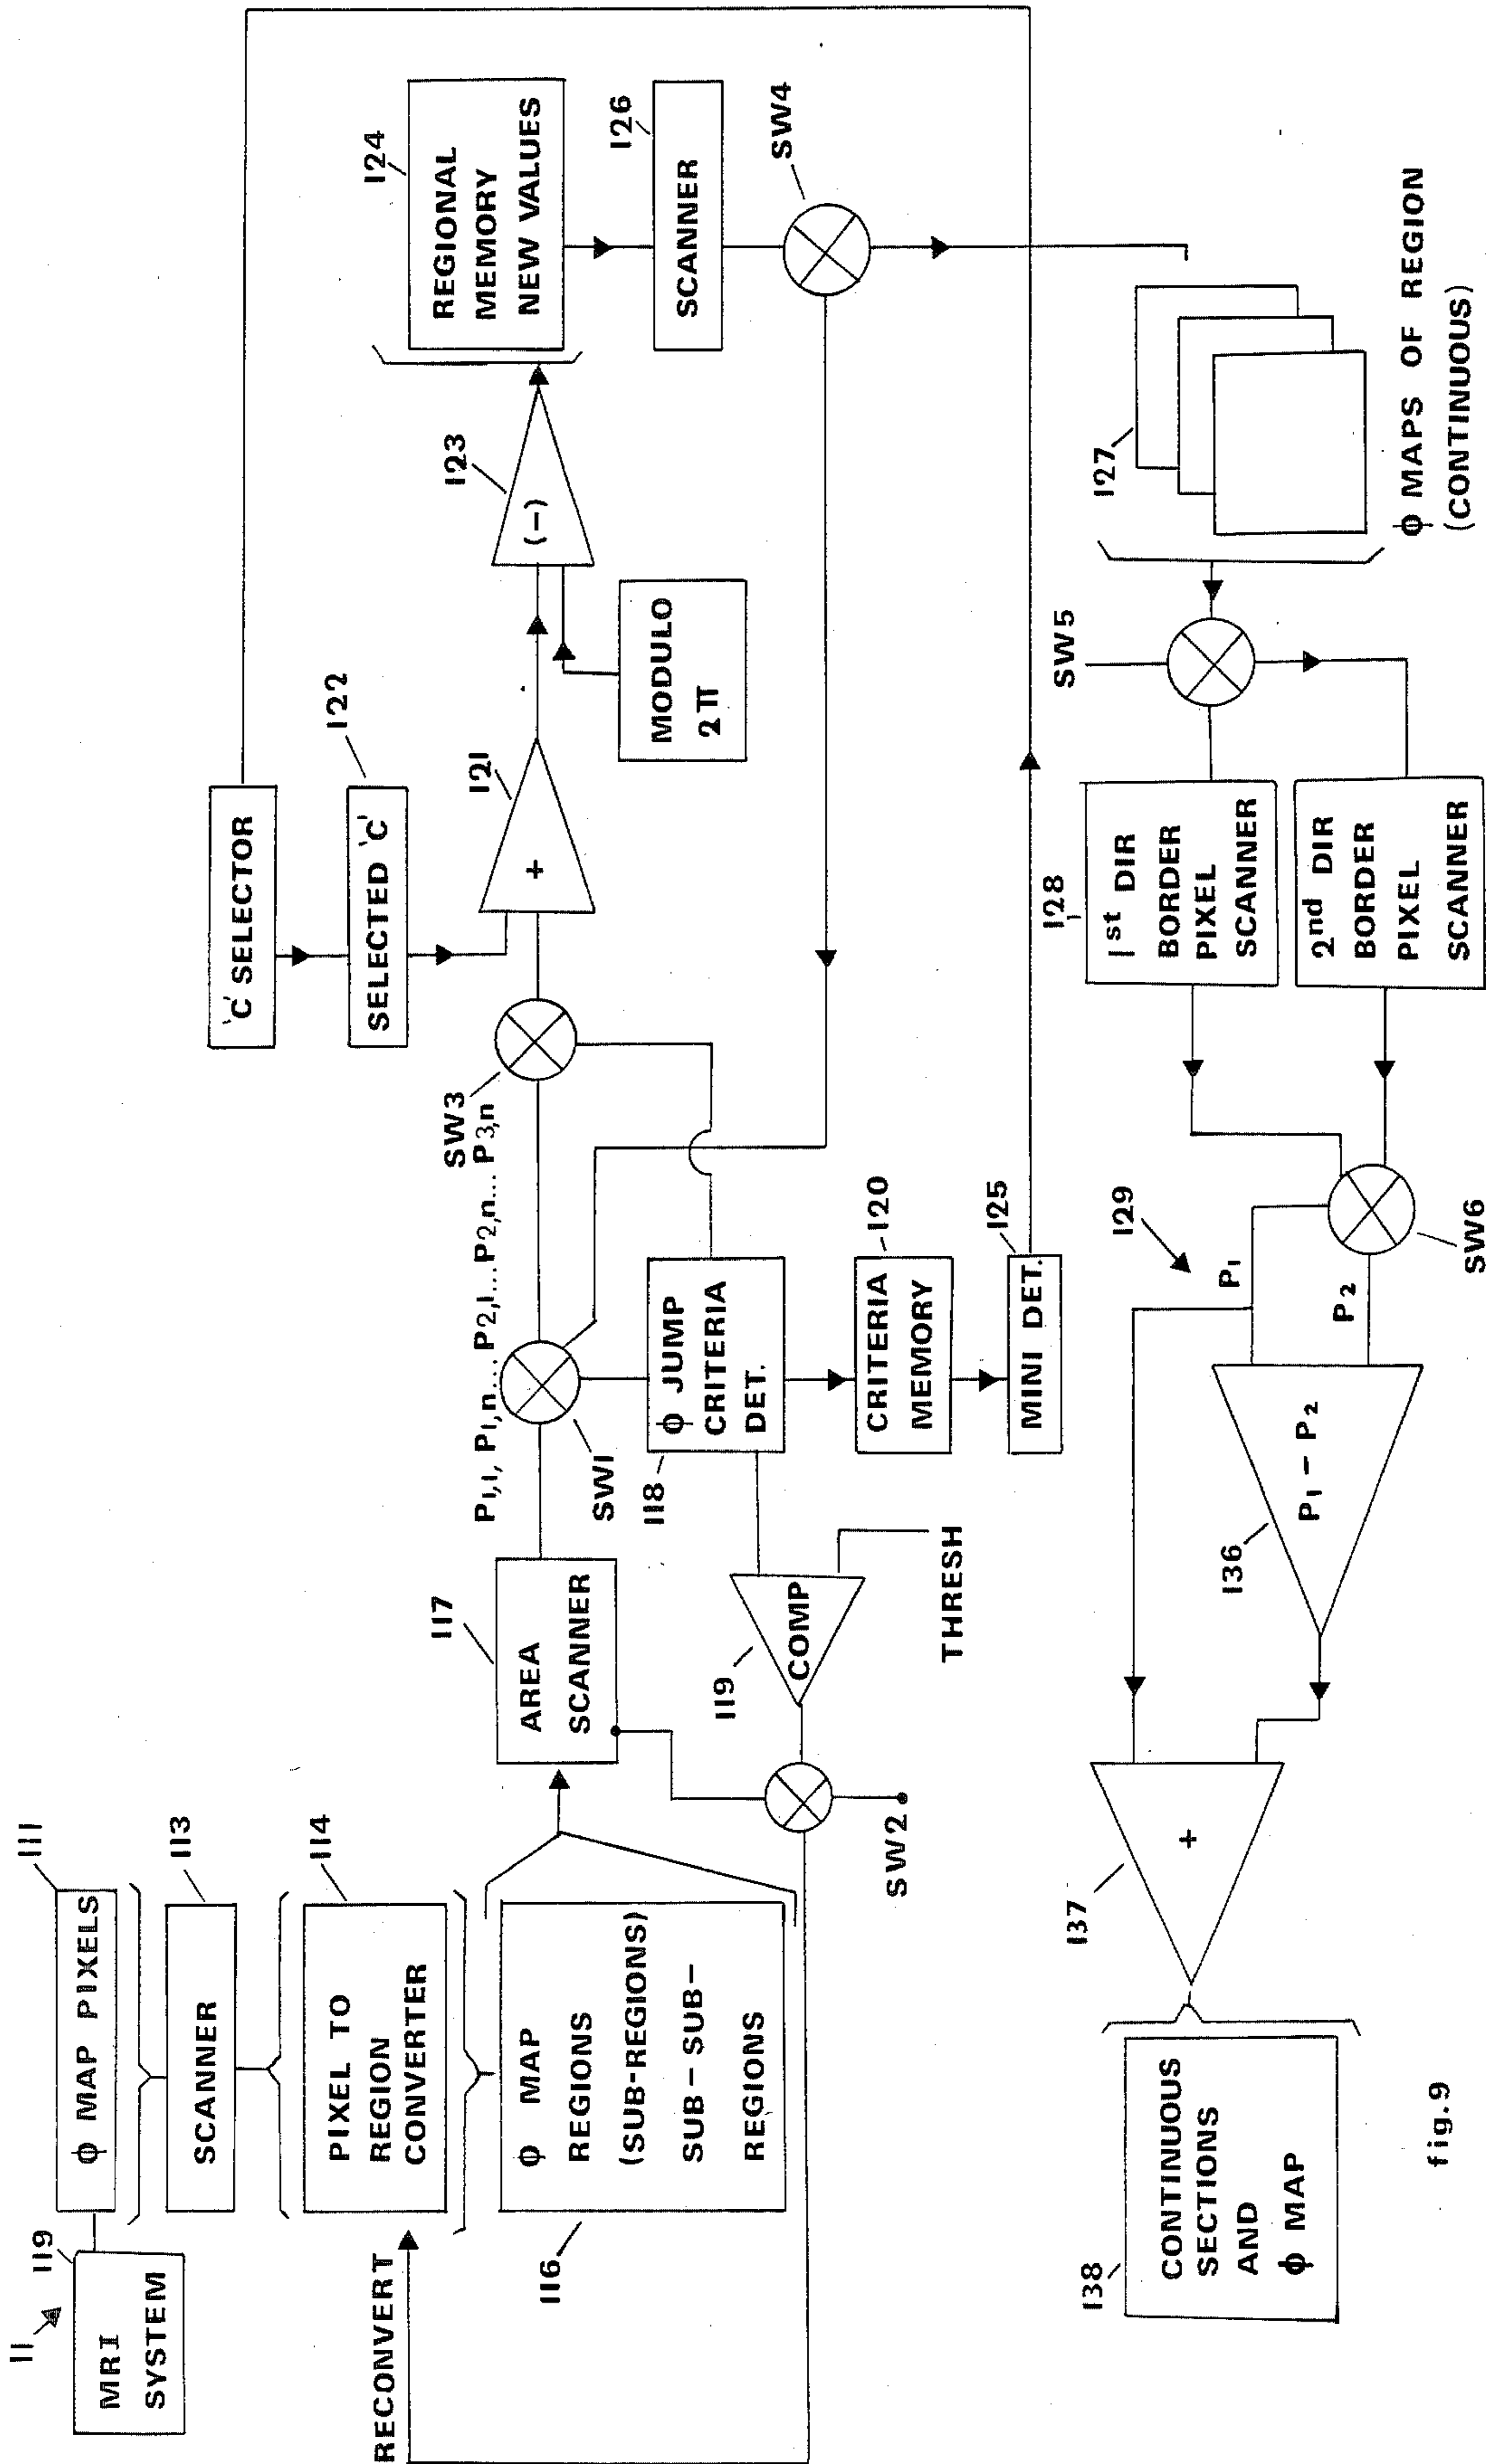 11
119
MRI
SYSTEM
111
ϕ MAP PIXELS
113
SCANNER
114
PIXEL TO
REGION
CONVERTER
RECONVERT
116
ϕ MAP
REGIONS
(SUB-REGIONS)
SUB-SUB-
REGIONS
117
AREA
SCANNER
SW2
119
COMP
THRESH
P1,1, P1,n... P2,1... P2,n... P3,n
SW1
118
ϕ JUMP
CRITERIA
DET.
120
CRITERIA
MEMORY
125
MINI DET.
SW3
'C' SELECTOR
122
SELECTED 'C'
121
+
123
(-)
MODULO
2π
124
REGIONAL
MEMORY
NEW VALUES
126
SCANNER
SW4
127
ϕ MAPS OF REGION
(CONTINUOUS)
SW5
128
1st DIR
BORDER
PIXEL
SCANNER
2nd DIR
BORDER
PIXEL
SCANNER
SW6
129
P1
P2
136
P1 - P2
137
+
138
CONTINUOUS
SECTIONS
AND
ϕ MAP
fig.9